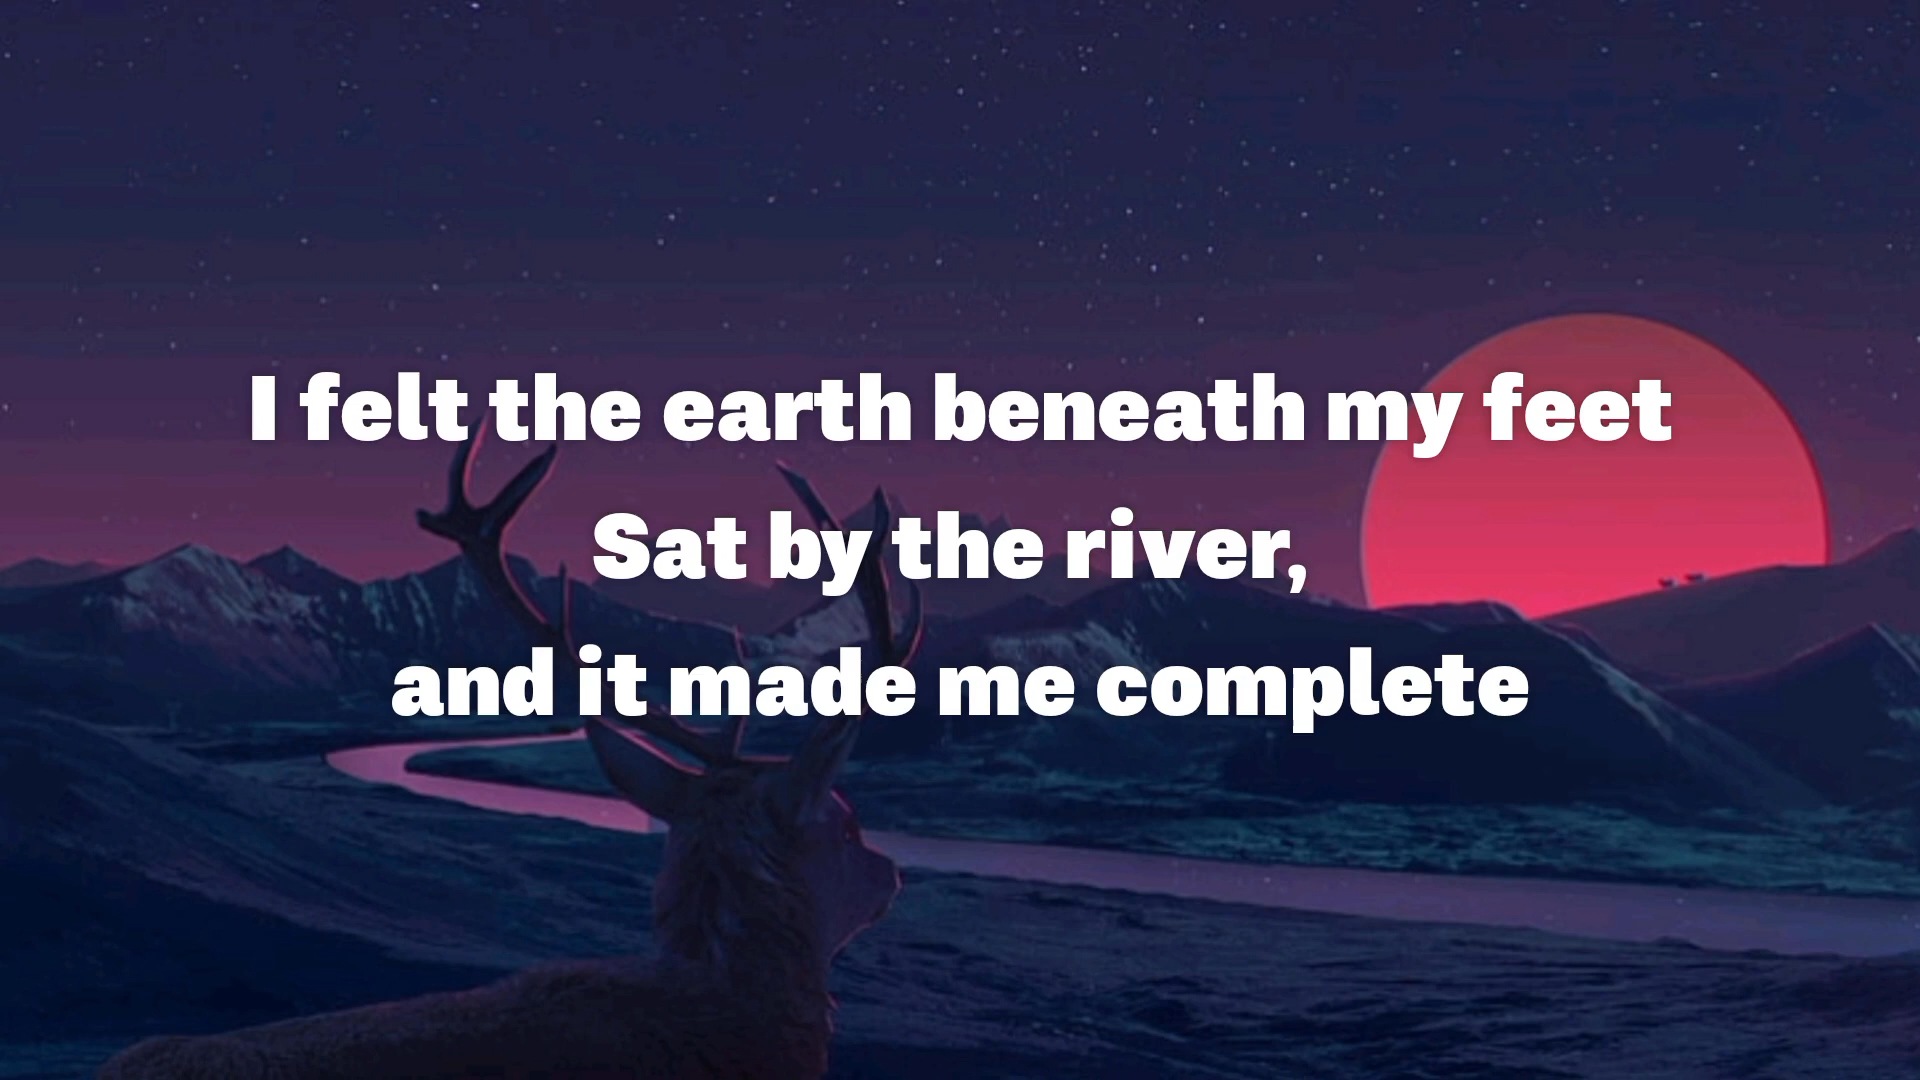 I felt the earth beneath my feet
Sat by the river,
and it made me complete